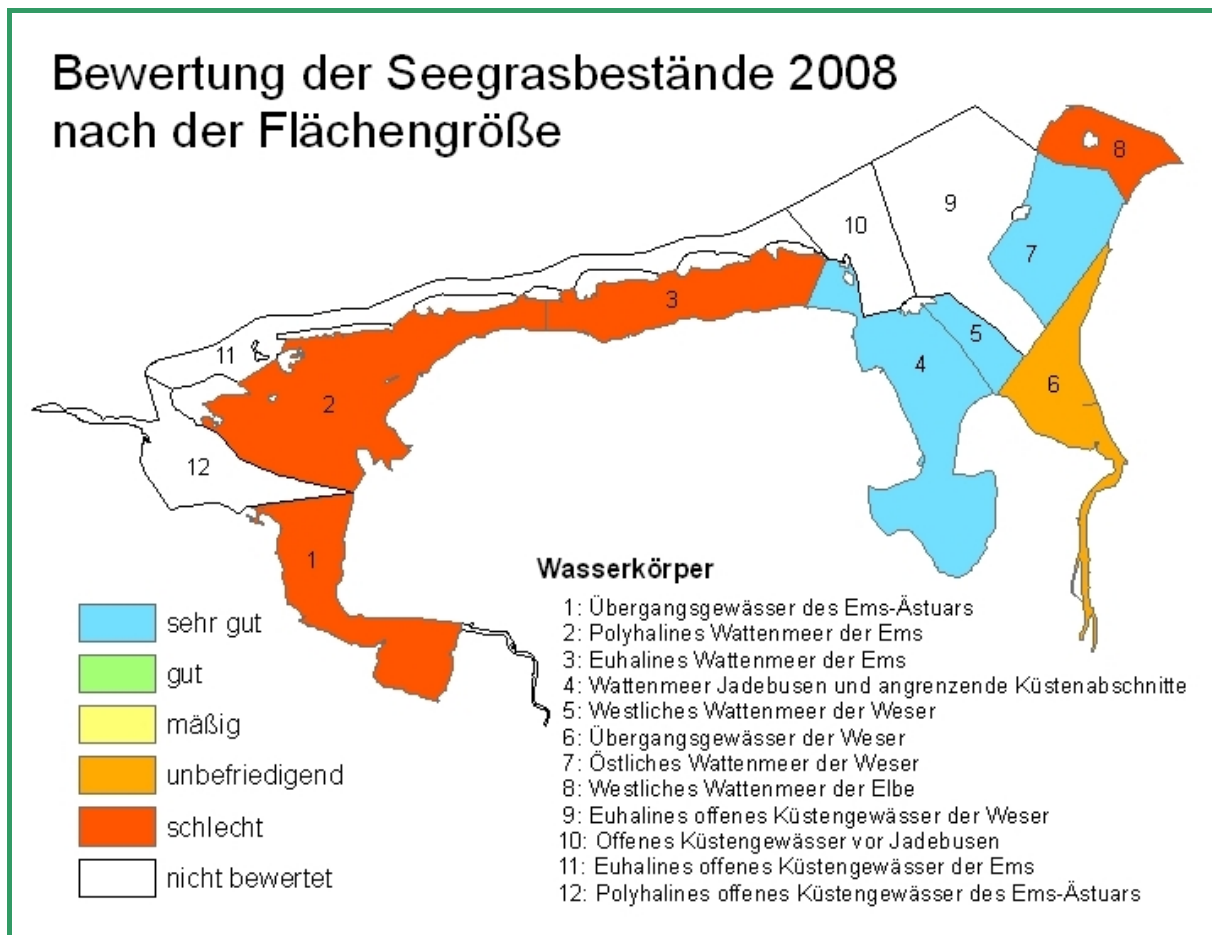 Bewertung der Seegrasbestände 2008
nach der Flächengröße
8
9
10
7
3
5
11
4
6
2
12
1
sehr gut
gut
mäßig
unbefriedigend
schlecht
nicht bewertet
Wasserkörper
1: Übergangsgewässer des Ems-Ästuars
2: Polyhalines Wattenmeer der Ems
3: Euhalines Wattenmeer der Ems
4: Wattenmeer Jadebusen und angrenzende Küstenabschnitte
5: Westliches Wattenmeer der Weser
6: Übergangsgewässer der Weser
7: Östliches Wattenmeer der Weser
8: Westliches Wattenmeer der Elbe
9: Euhalines offenes Küstengewässer der Weser
10: Offenes Küstengewässer vor Jadebusen
11: Euhalines offenes Küstengewässer der Ems
12: Polyhalines offenes Küstengewässer des Ems-Ästuars